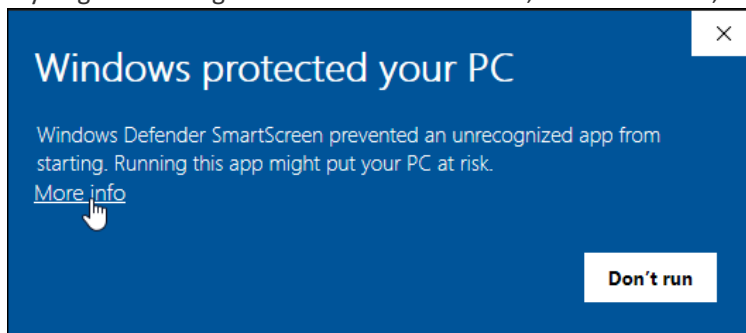 Windows protected your PC
Windows Defender SmartScreen prevented an unrecognized app from
starting. Running this app might put your PC at risk.
More info
Don't run